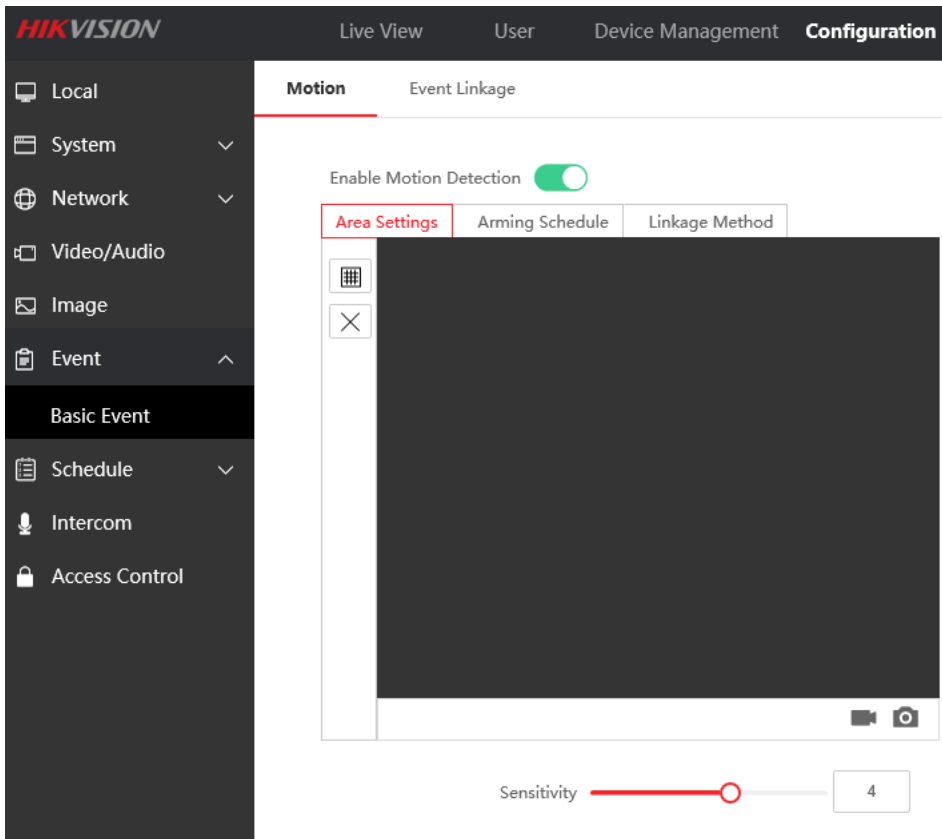 HIKVISION Live View User Device Management Configuration
Local
System
Network
Video/Audio
Image
Event
Basic Event
Schedule
Intercom
Access Control
Motion Event Linkage
Enable Motion Detection
Area Settings Arming Schedule Linkage Method
Sensitivity 4